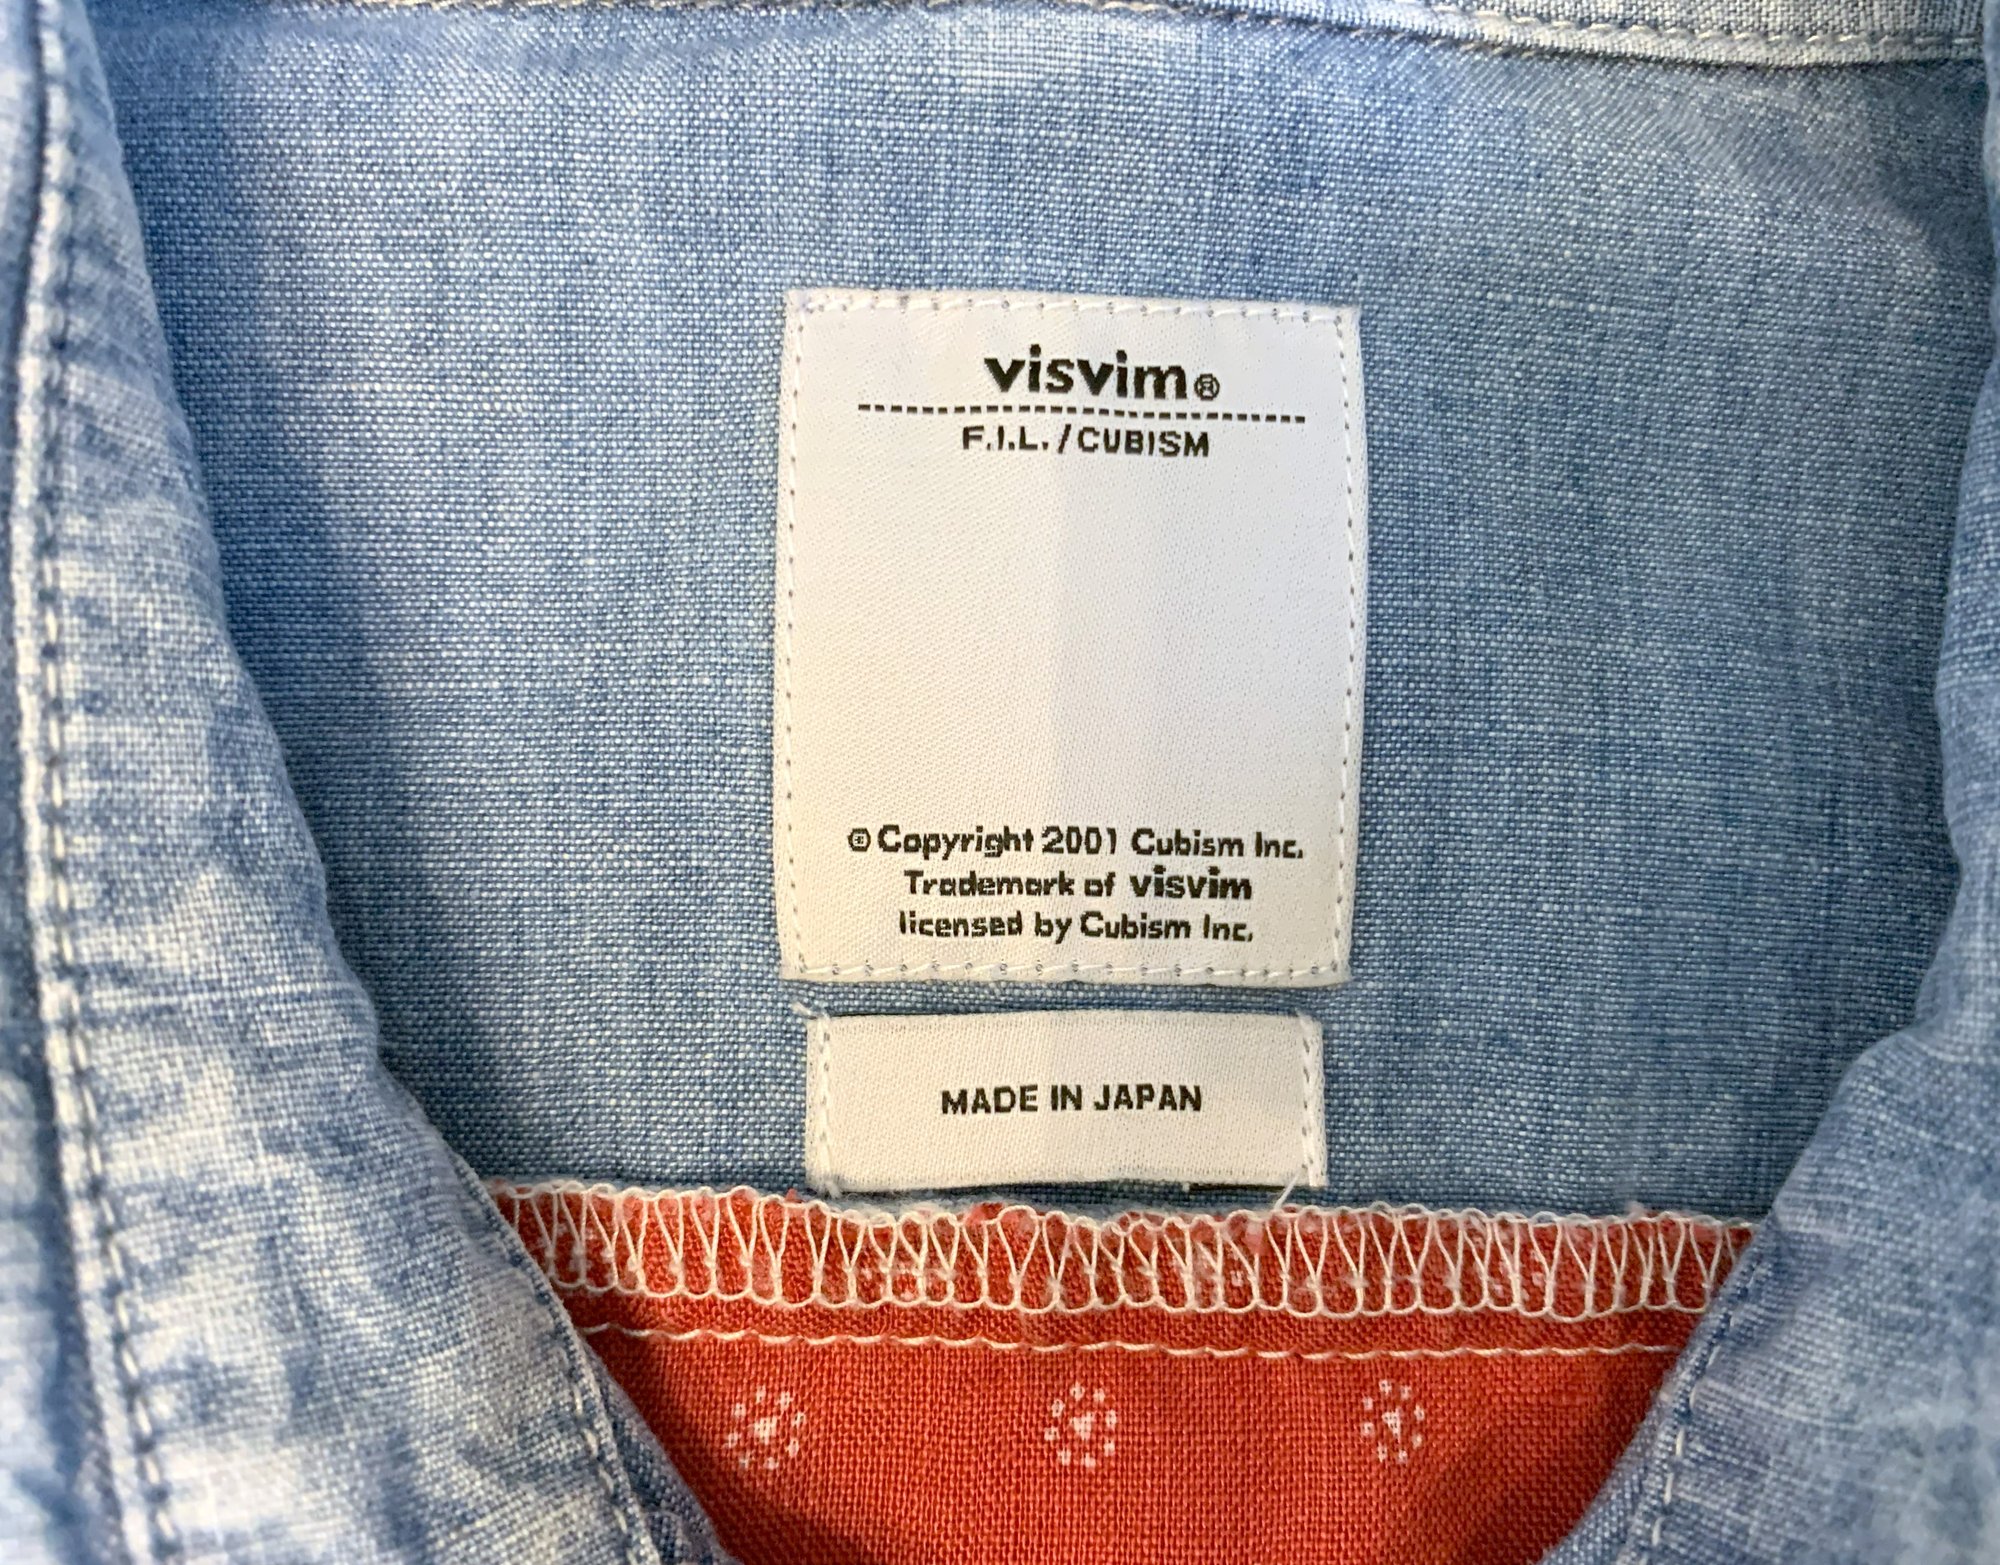 visvim®
F.I.L./CUBISM
© Copyright 2001 Cubism Inc.
Trademark of visvim
licensed by Cubism Inc.
MADE IN JAPAN